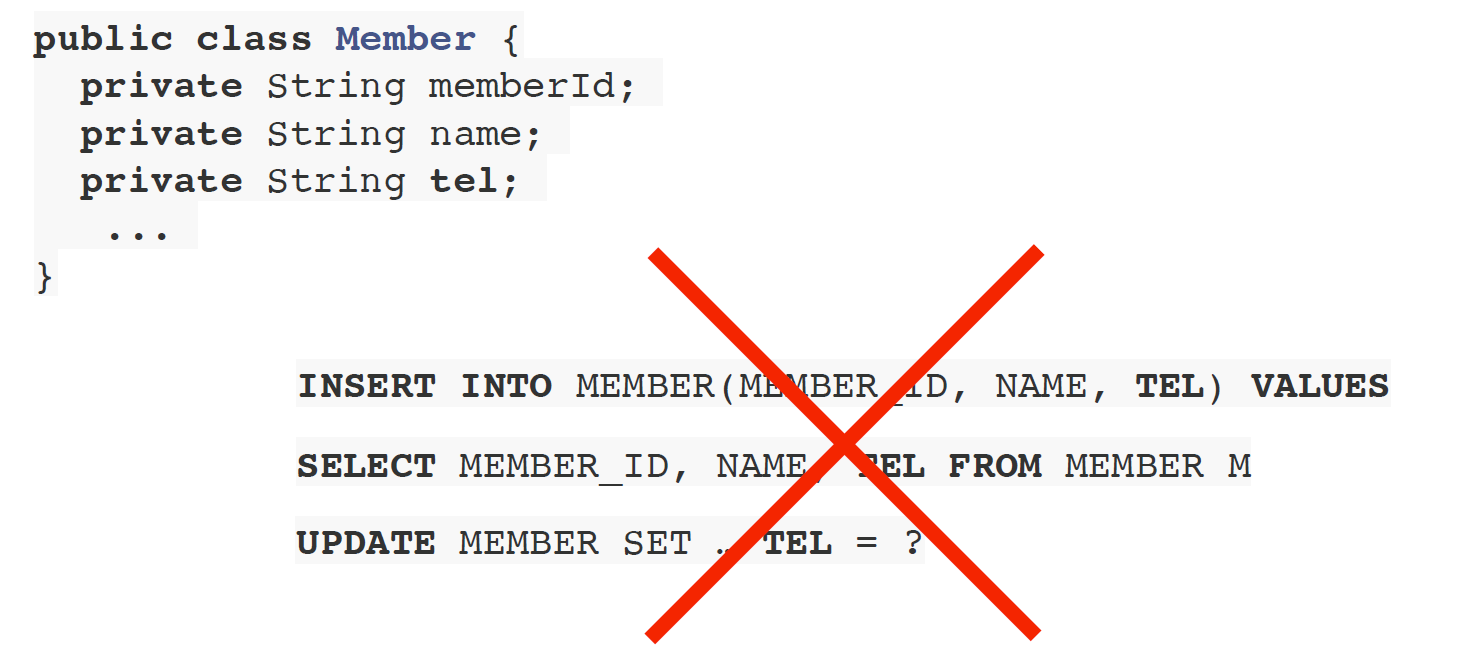 public class Member {
private String memberId;
private String name;
private String tel;
...
}
INSERT INTO MEMBER(MEMBER_ID, NAME, TEL) VALUES
SELECT MEMBER_ID, NAME, TEL FROM MEMBER M
UPDATE MEMBER SET … TEL = ?